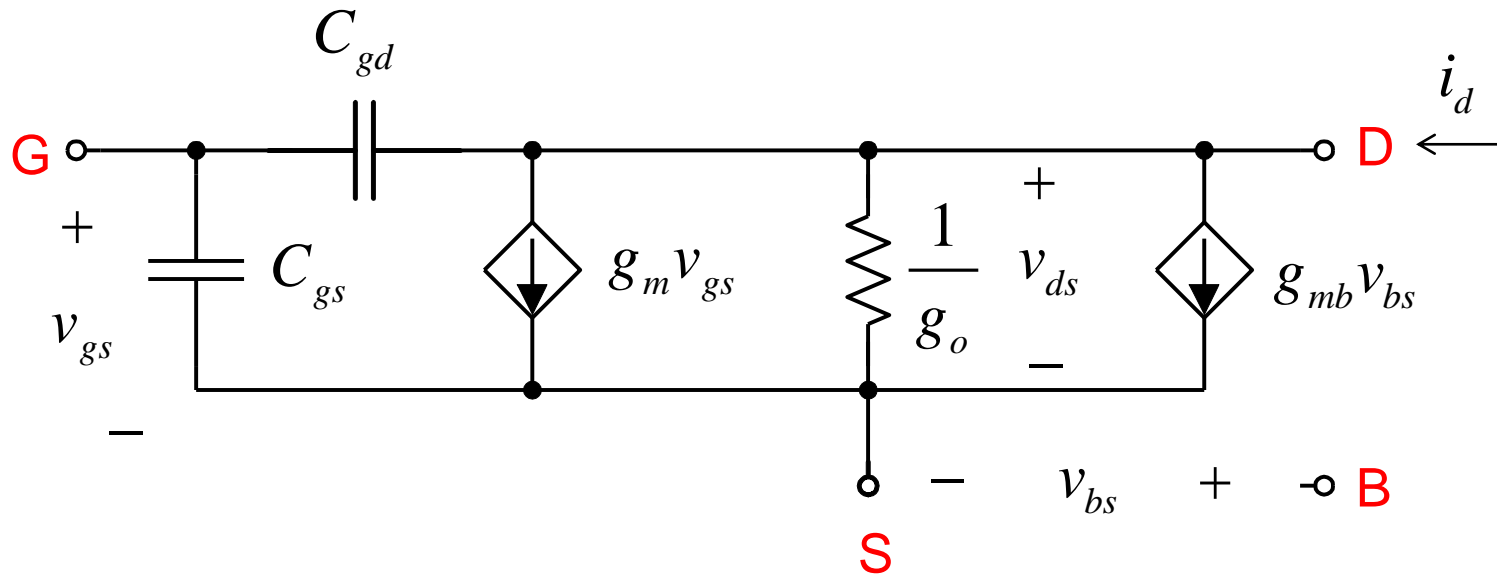 C_gd
i_d
G
D
+
+
C_gs
g_m v_gs
1/g_o
v_ds
g_mb v_bs
v_gs
−
−
− v_bs +
B
S